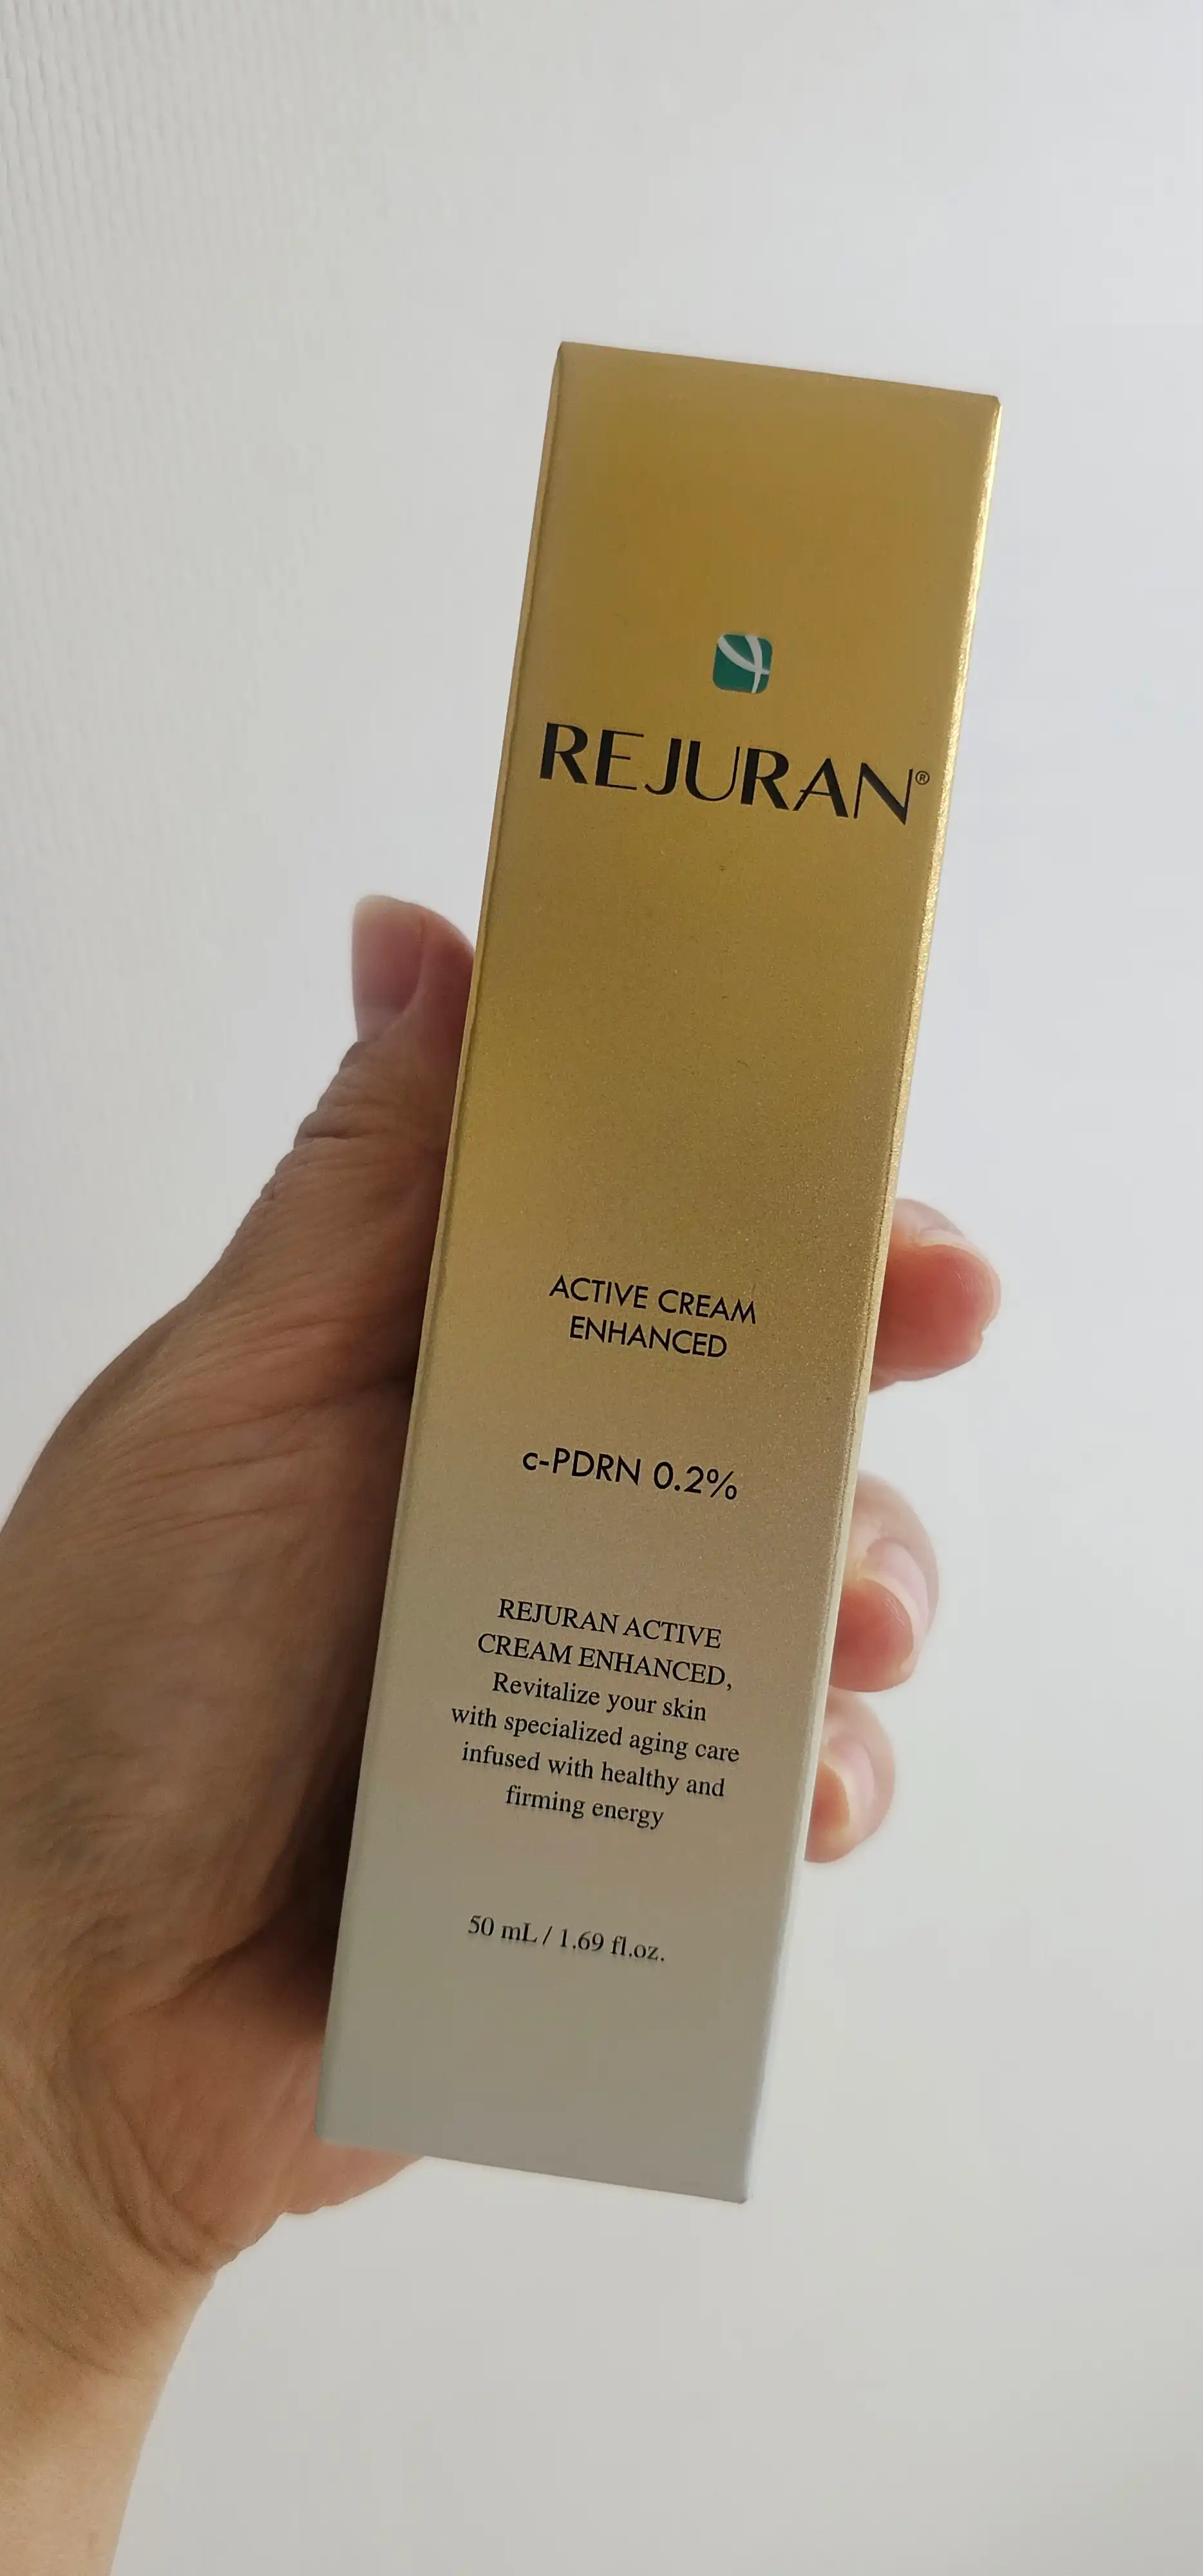 REJURAN®
ACTIVE CREAM
ENHANCED
c-PDRN 0.2%
REJURAN ACTIVE
CREAM ENHANCED,
Revitalize your skin
with specialized aging care
infused with healthy and
firming energy
50 mL / 1.69 fl.oz.